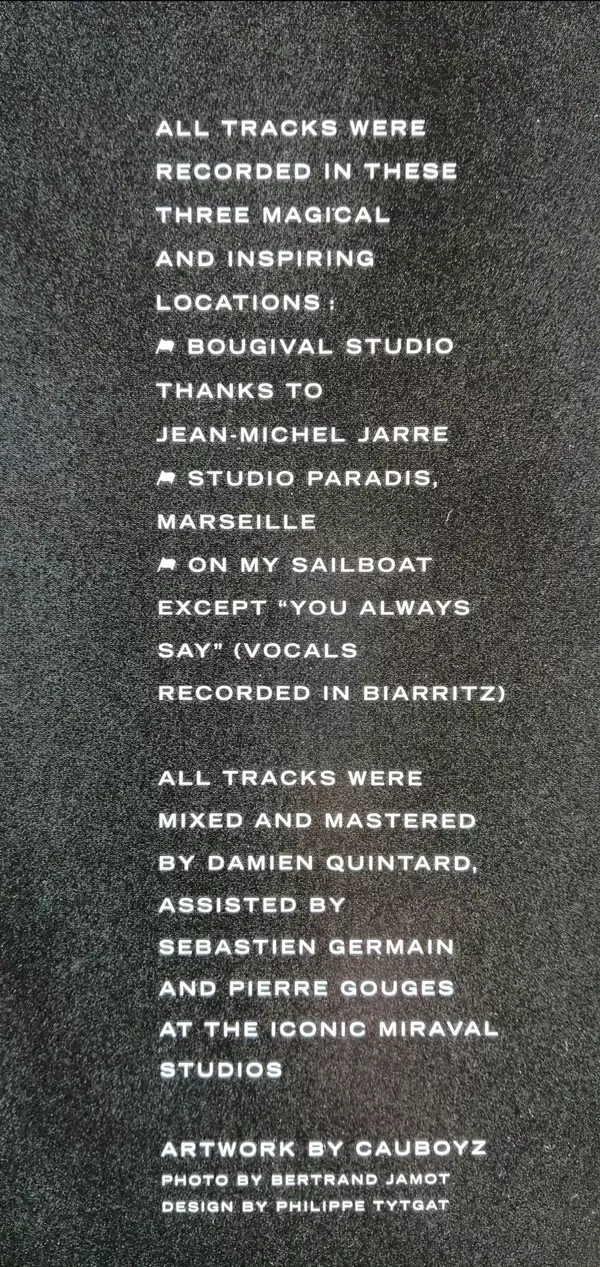 ALL TRACKS WERE
RECORDED IN THESE
THREE MAGICAL
AND INSPIRING
LOCATIONS :
BOUGIVAL STUDIO
THANKS TO
JEAN-MICHEL JARRE
STUDIO PARADIS,
MARSEILLE
ON MY SAILBOAT
EXCEPT “YOU ALWAYS
SAY” (VOCALS
RECORDED IN BIARRITZ)
ALL TRACKS WERE
MIXED AND MASTERED
BY DAMIEN QUINTARD,
ASSISTED BY
SEBASTIEN GERMAIN
AND PIERRE GOUGES
AT THE ICONIC MIRAVAL
STUDIOS
ARTWORK BY CAUBOYZ
PHOTO BY BERTRAND JAMOT
DESIGN BY PHILIPPE TYTGAT